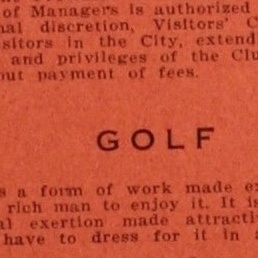 of Managers is authorized
nal discretion, Visitors' C
isitors in the City, extend
and privileges of the Clu
out payment of fees.
GOLF
s a form of work made ex
rich man to enjoy it. It is
al exertion made attracti
have to dress for it in a